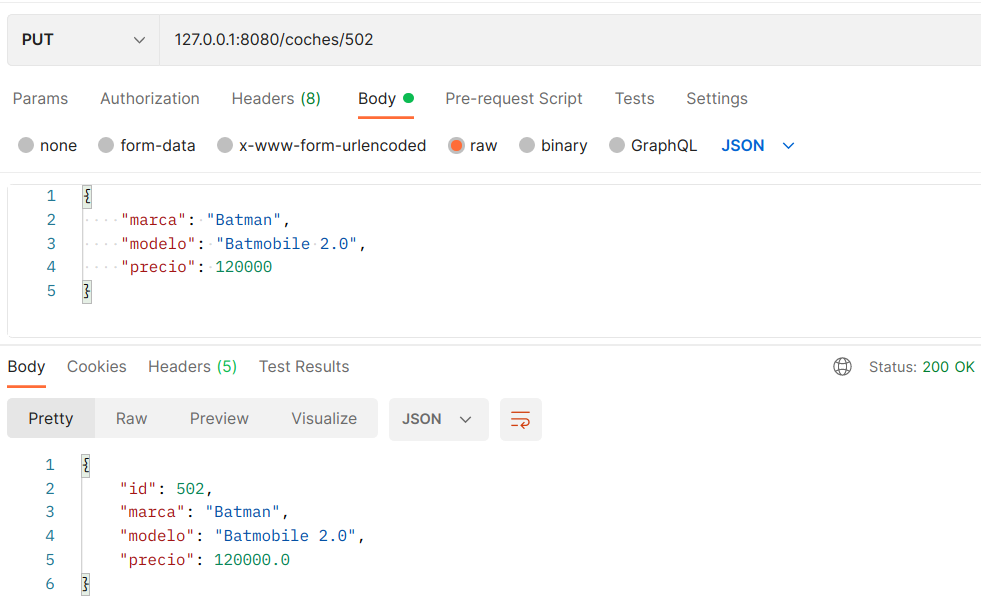 PUT 127.0.0.1:8080/coches/502
Params Authorization Headers (8) Body Pre-request Script Tests Settings
none form-data x-www-form-urlencoded raw binary GraphQL JSON
1 {
2 "marca": "Batman",
3 "modelo": "Batmobile 2.0",
4 "precio": 120000
5 }
Body Cookies Headers (5) Test Results Status: 200 OK
Pretty Raw Preview Visualize JSON
1 {
2 "id": 502,
3 "marca": "Batman",
4 "modelo": "Batmobile 2.0",
5 "precio": 120000.0
6 }